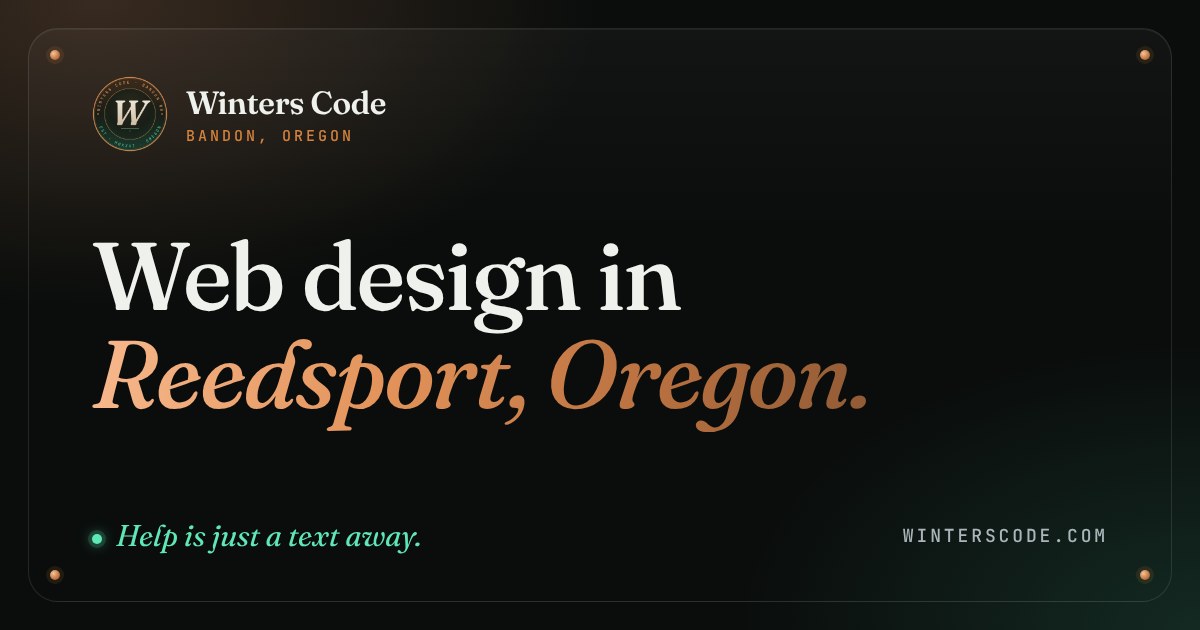 W
Winters Code
BANDON, OREGON
Web design in
Reedsport, Oregon.
Help is just a text away.
WINTERSCODE.COM